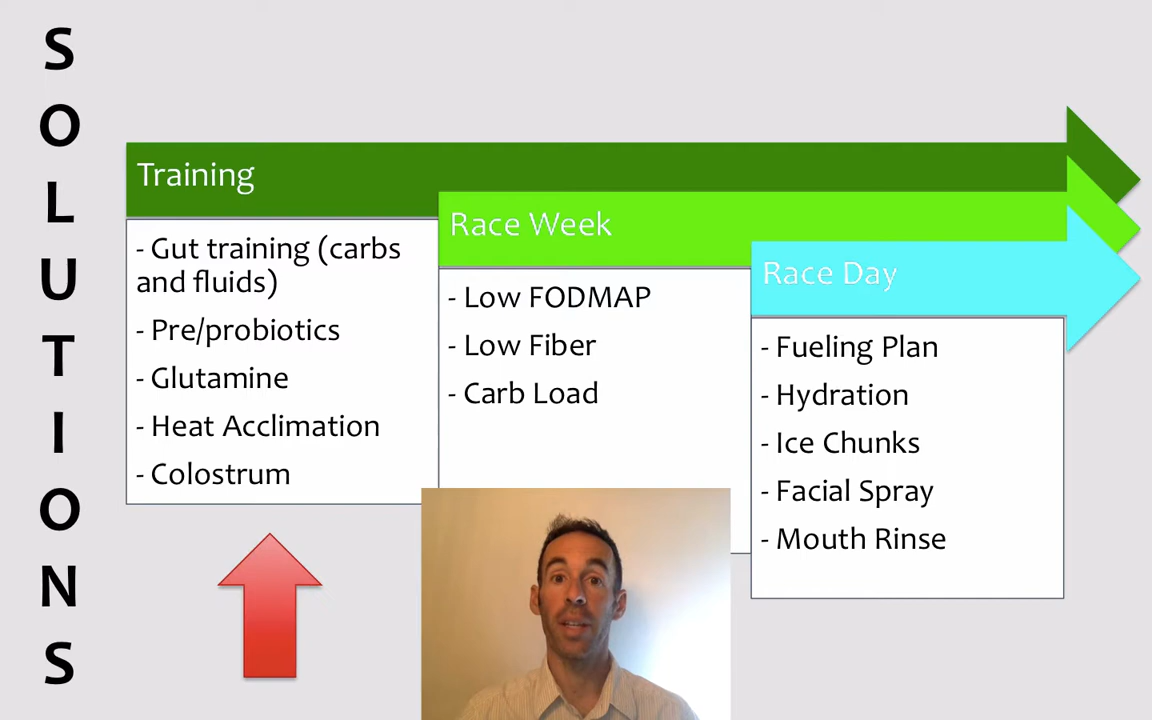 SOLUTIONS
Training
- Gut training (carbs
and fluids)
- Pre/probiotics
- Glutamine
- Heat Acclimation
- Colostrum
Race Week
- Low FODMAP
- Low Fiber
- Carb Load
Race Day
- Fueling Plan
- Hydration
- Ice Chunks
- Facial Spray
- Mouth Rinse